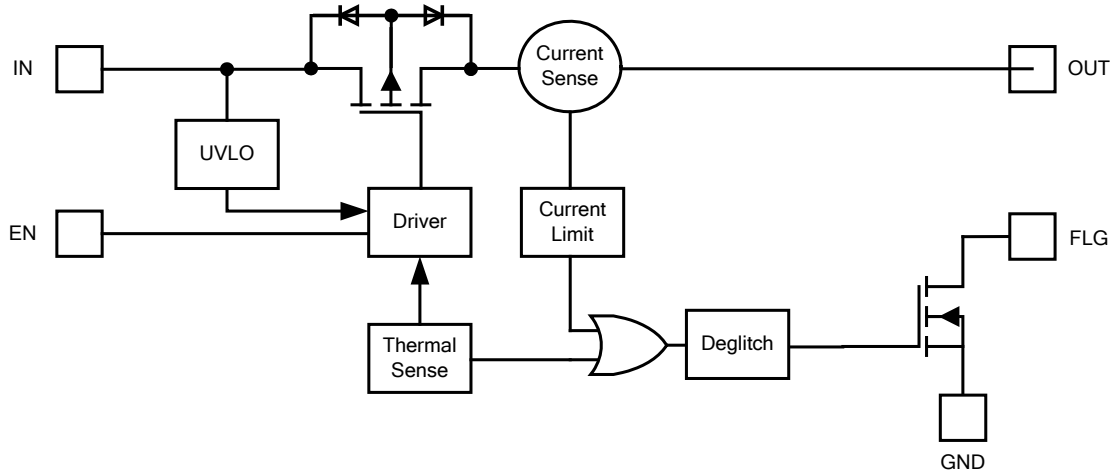 IN
Current
Sense
OUT
UVLO
EN
Driver
Current
Limit
FLG
Thermal
Sense
Deglitch
GND